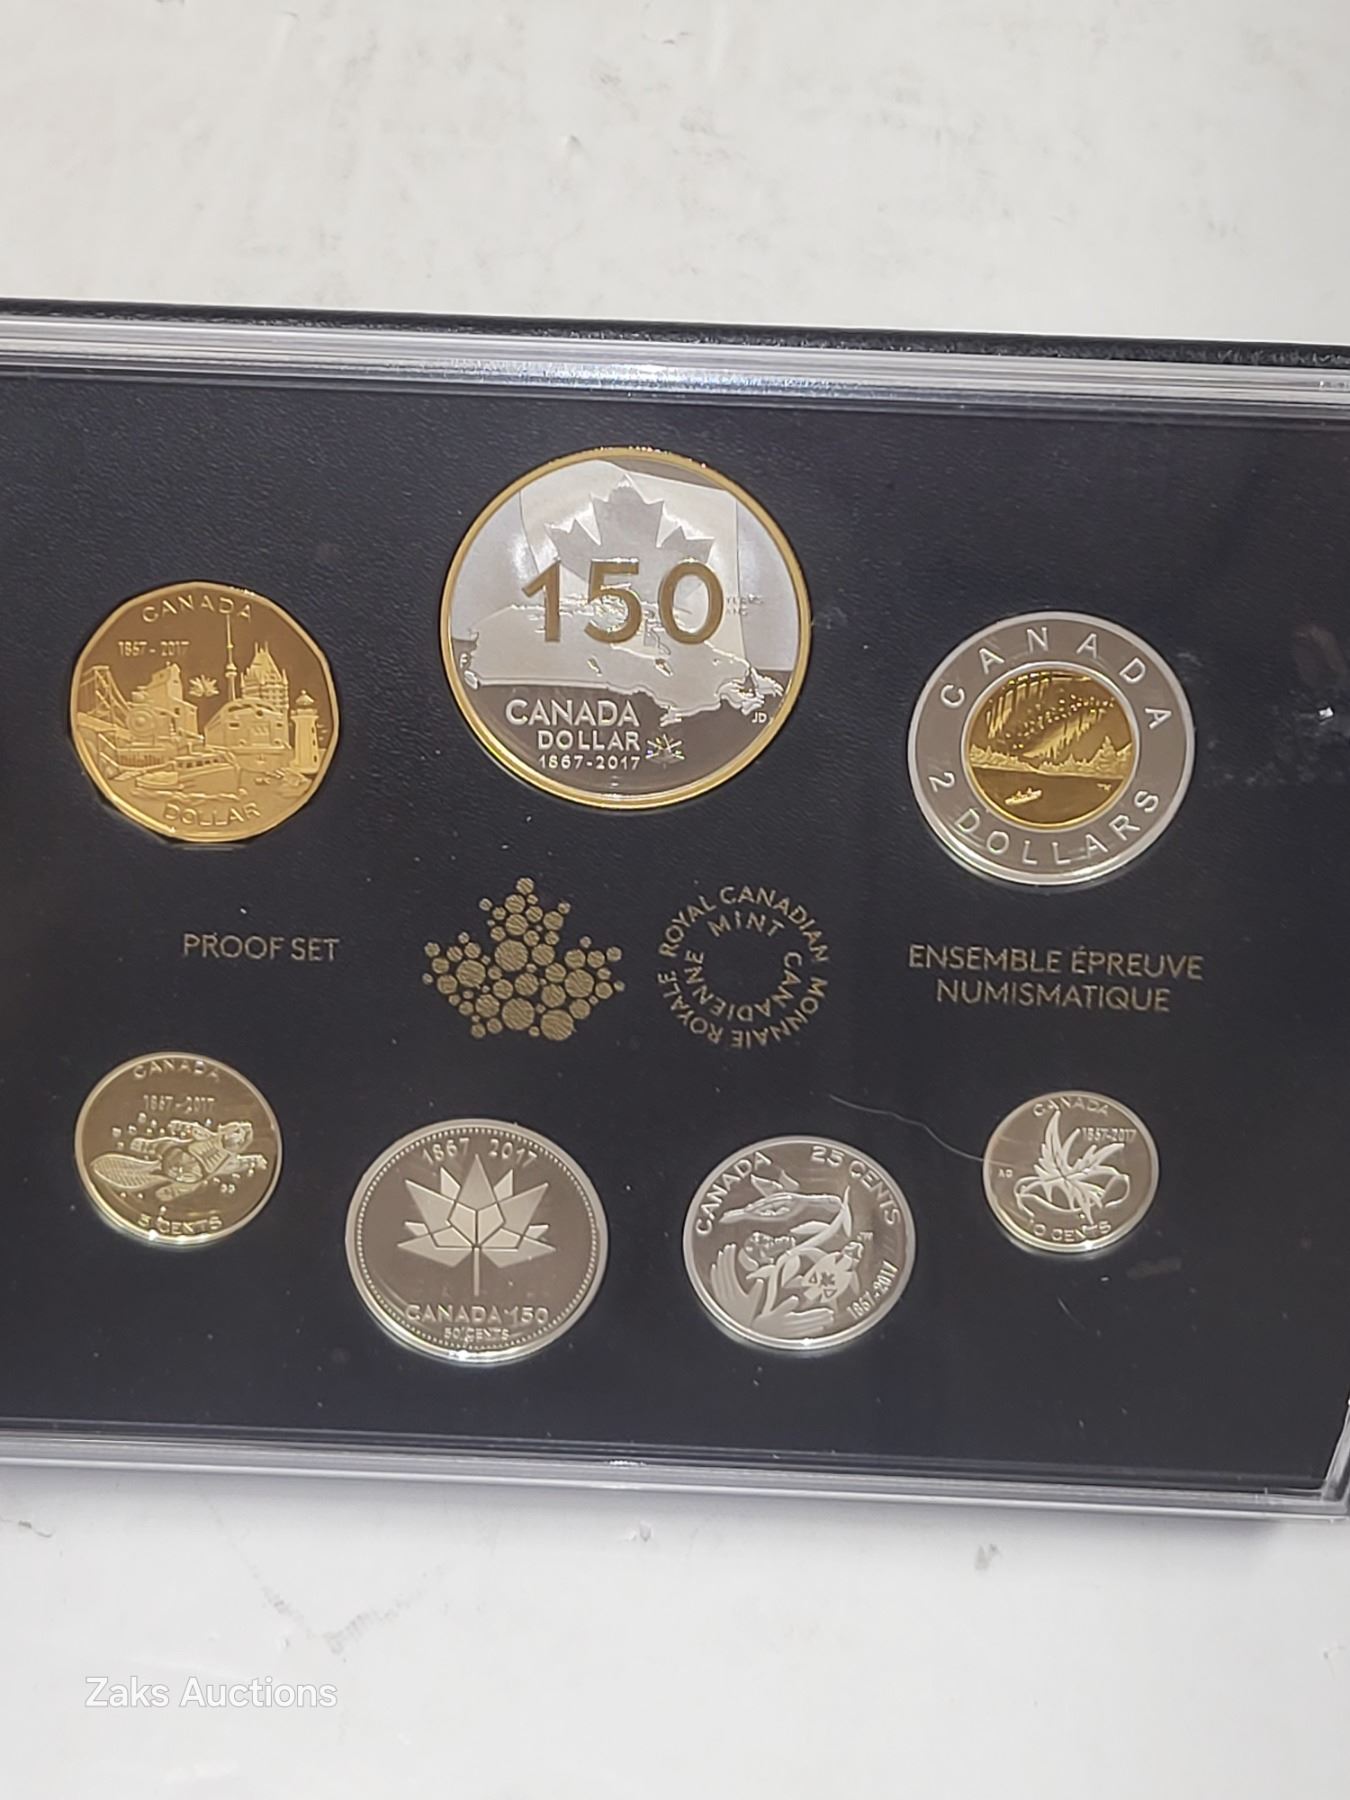 CANADA
1867 - 2017
DOLLAR
150
YEARS
ANS
CANADA
DOLLAR
1867-2017
JD
CANADA
2 DOLLARS
PROOF SET
ROYAL CANADIAN MINT
MONNAIE ROYALE CANADIENNE
ENSEMBLE ÉPREUVE
NUMISMATIQUE
CANADA
1867-2017
5 CENTS
1867 2017
CANADA 150
50 CENTS
CANADA 25 CENTS
1867-2017
CANADA
1867-2017
10 CENTS
Zaks Auctions